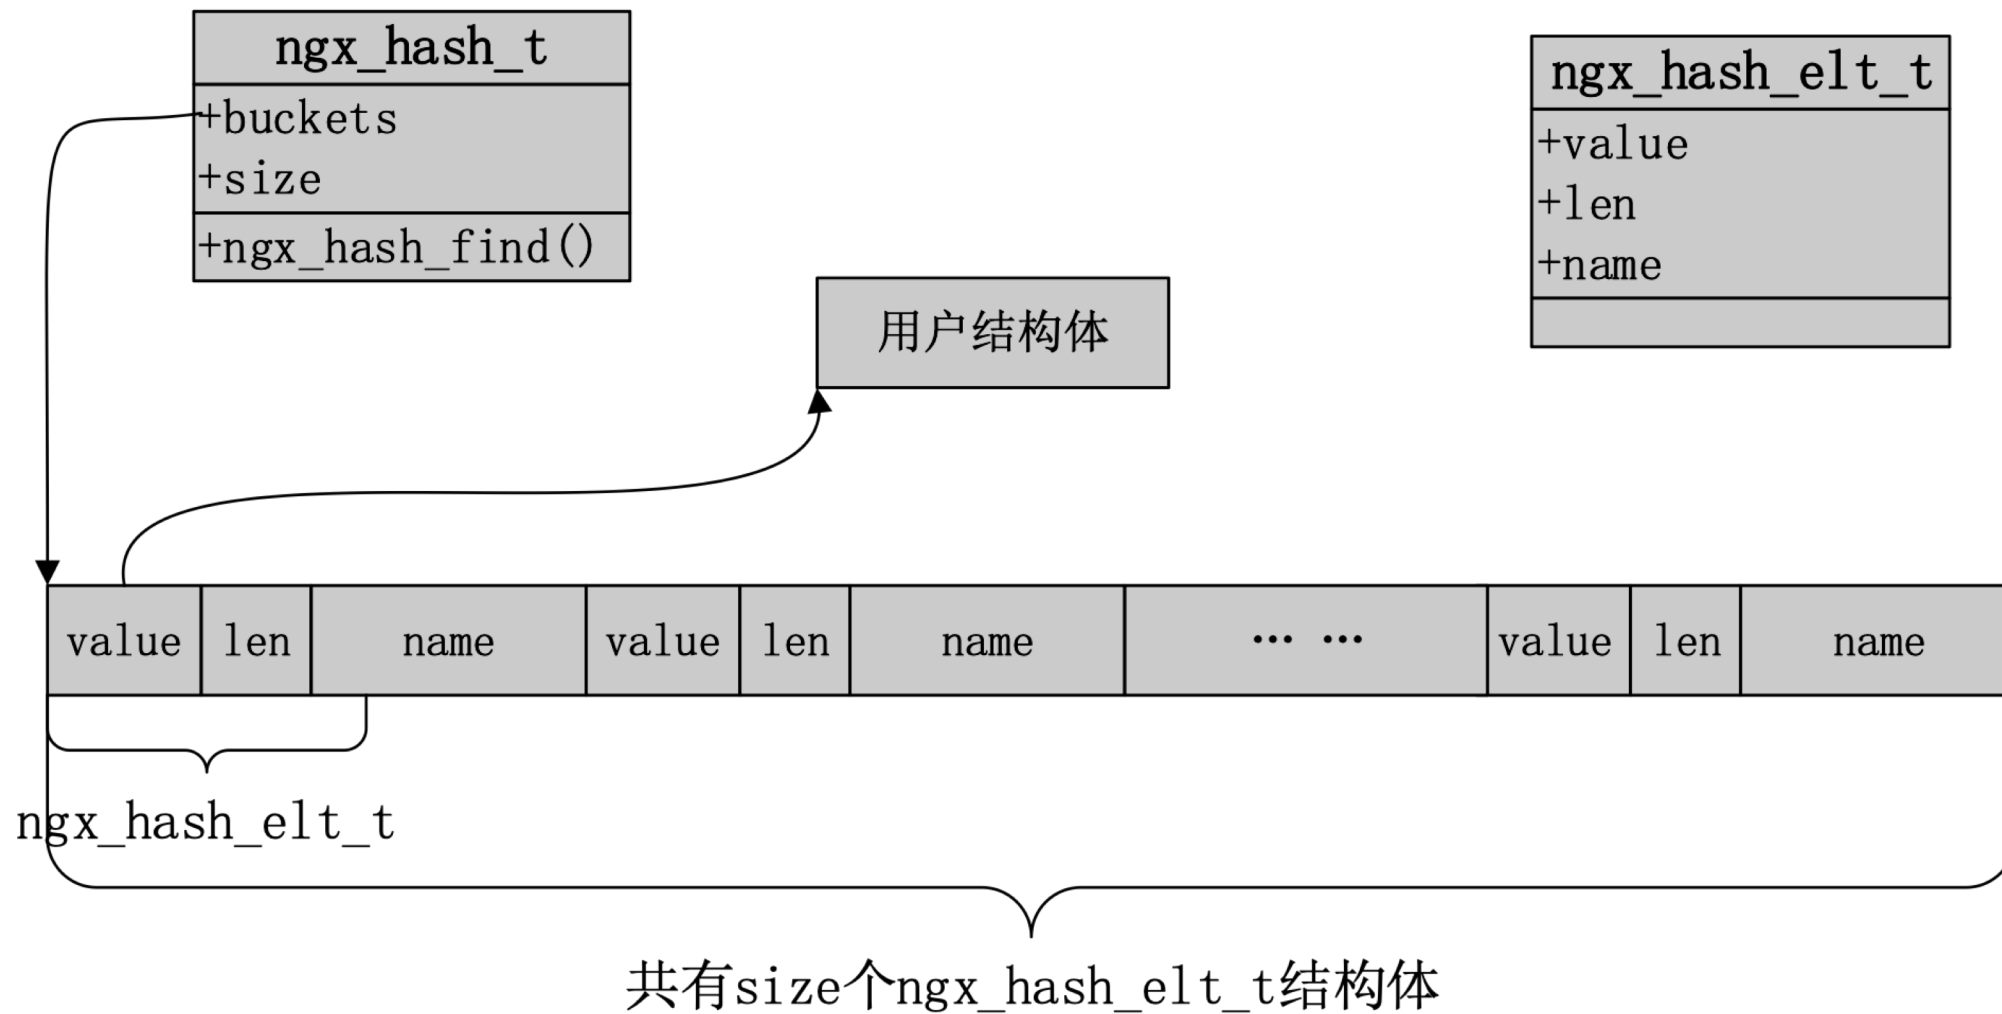 ngx_hash_t
+buckets
+size
+ngx_hash_find()
ngx_hash_elt_t
+value
+len
+name
用户结构体
value len name value len name … … value len name
ngx_hash_elt_t
共有size个ngx_hash_elt_t结构体